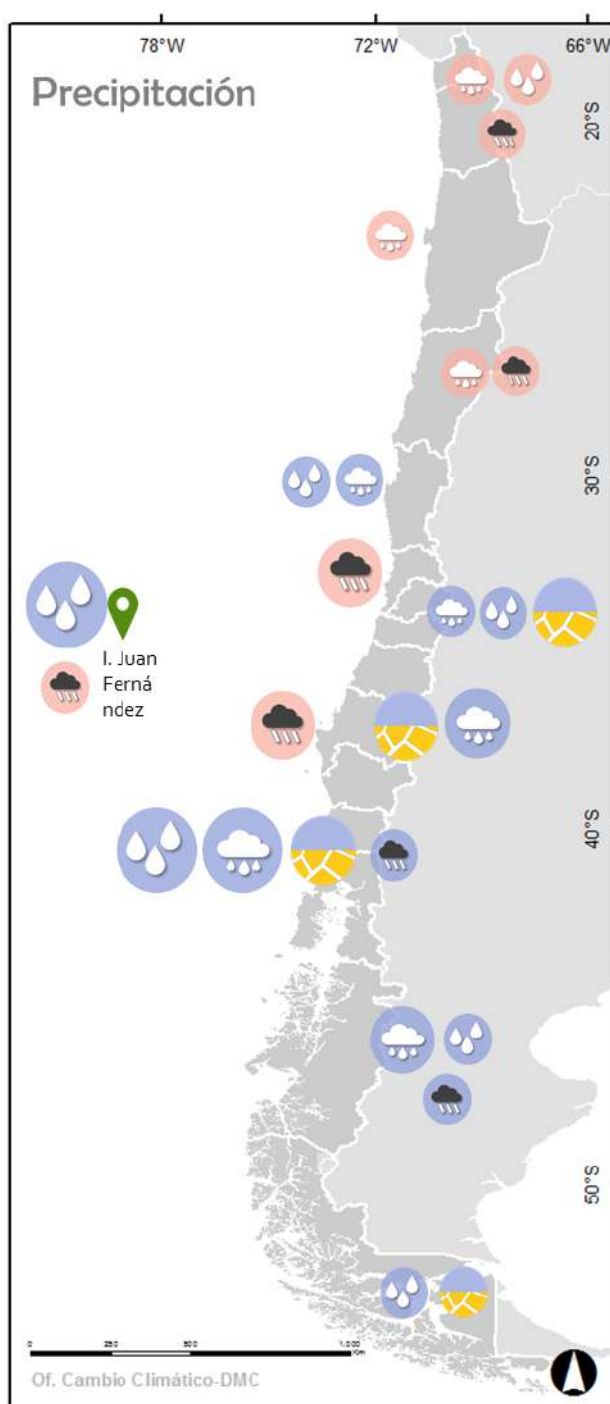 78°W 72°W 66°W
Precipitación
20°S
30°S
I. Juan
Ferná
ndez
40°S
50°S
0 250 500 1.000
Km
Of. Cambio Climático-DMC